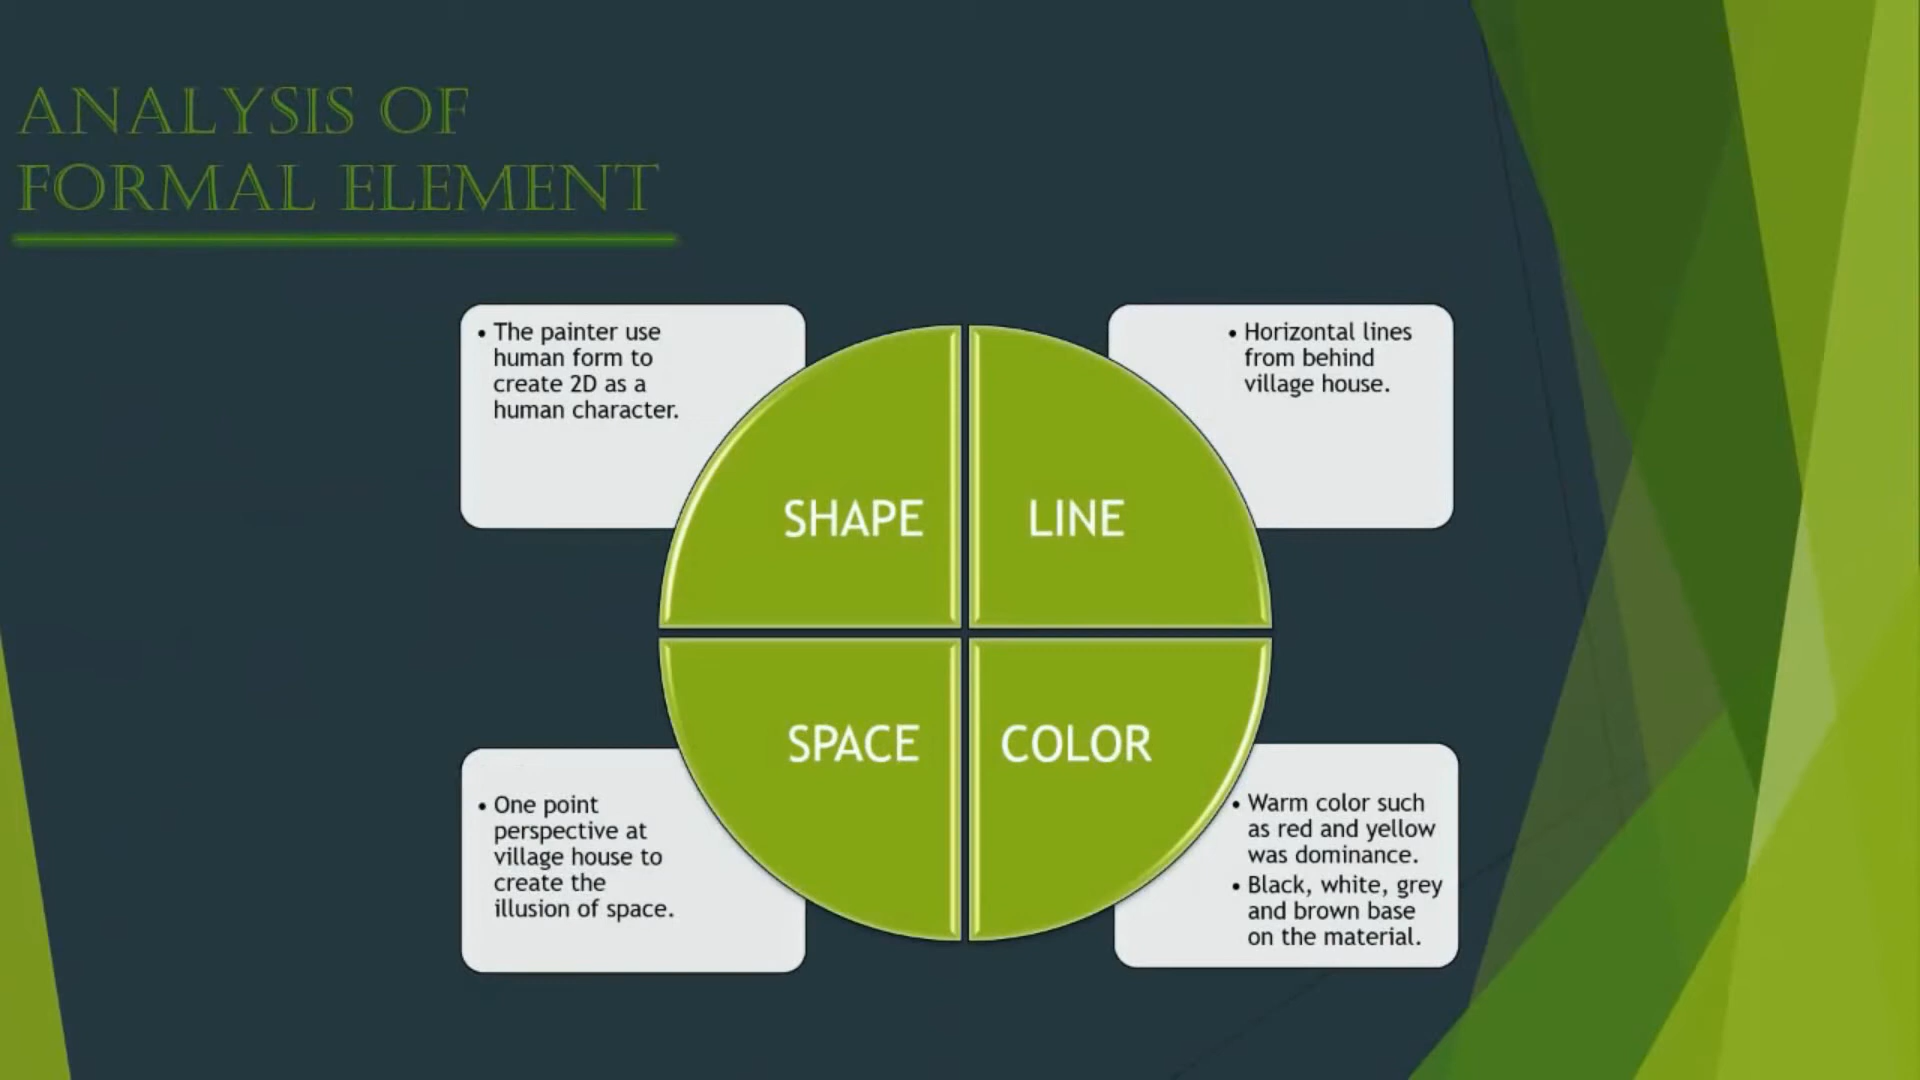 ANALYSIS OF
FORMAL ELEMENT
• The painter use
human form to
create 2D as a
human character.
• Horizontal lines
from behind
village house.
SHAPE
LINE
SPACE
COLOR
• One point
perspective at
village house to
create the
illusion of space.
• Warm color such
as red and yellow
was dominance.
• Black, white, grey
and brown base
on the material.